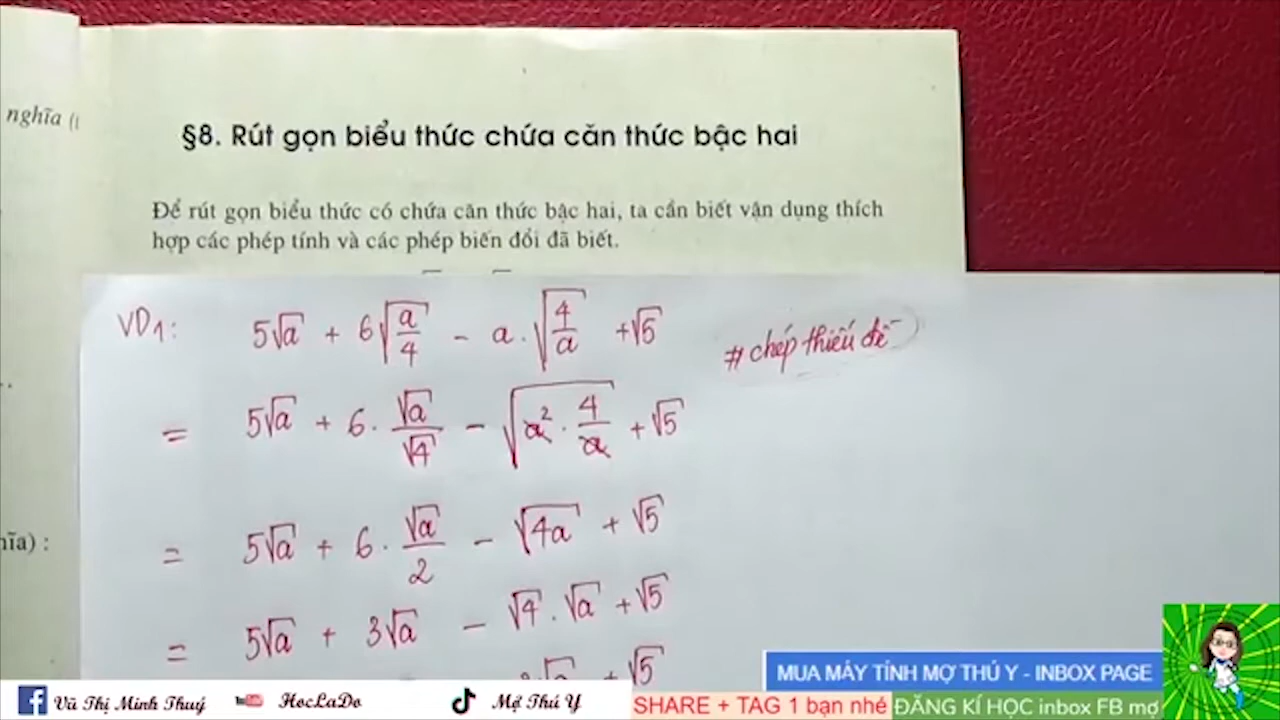 nghĩa (
§8. Rút gọn biểu thức chứa căn thức bậc hai
Để rút gọn biểu thức có chứa căn thức bậc hai, ta cần biết vận dụng thích
hợp các phép tính và các phép biến đổi đã biết.
VD1: 5√a + 6√(a/4) - a.√(4/a) + √5
#chép thiếu đề
= 5√a + 6.√a/√4 - √(a².4/a) + √5
= 5√a + 6.√a/2 - √4a + √5
nĩa) :
= 5√a + 3√a - √4.√a + √5
+ √5
MUA MÁY TÍNH MỢ THÚ Y - INBOX PAGE
Vũ Thị Minh Thuý
HocLaDo
Mợ Thú Y
SHARE + TAG 1 bạn nhé
ĐĂNG KÍ HỌC inbox FB mợ